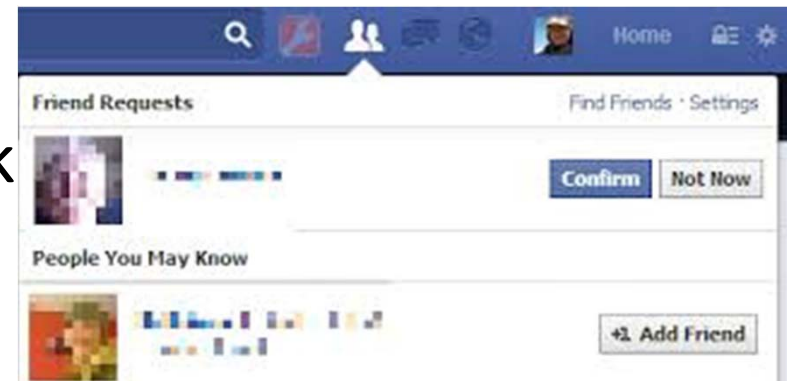 Home
Friend Requests
Find Friends · Settings
k
Confirm
Not Now
People You May Know
+1 Add Friend